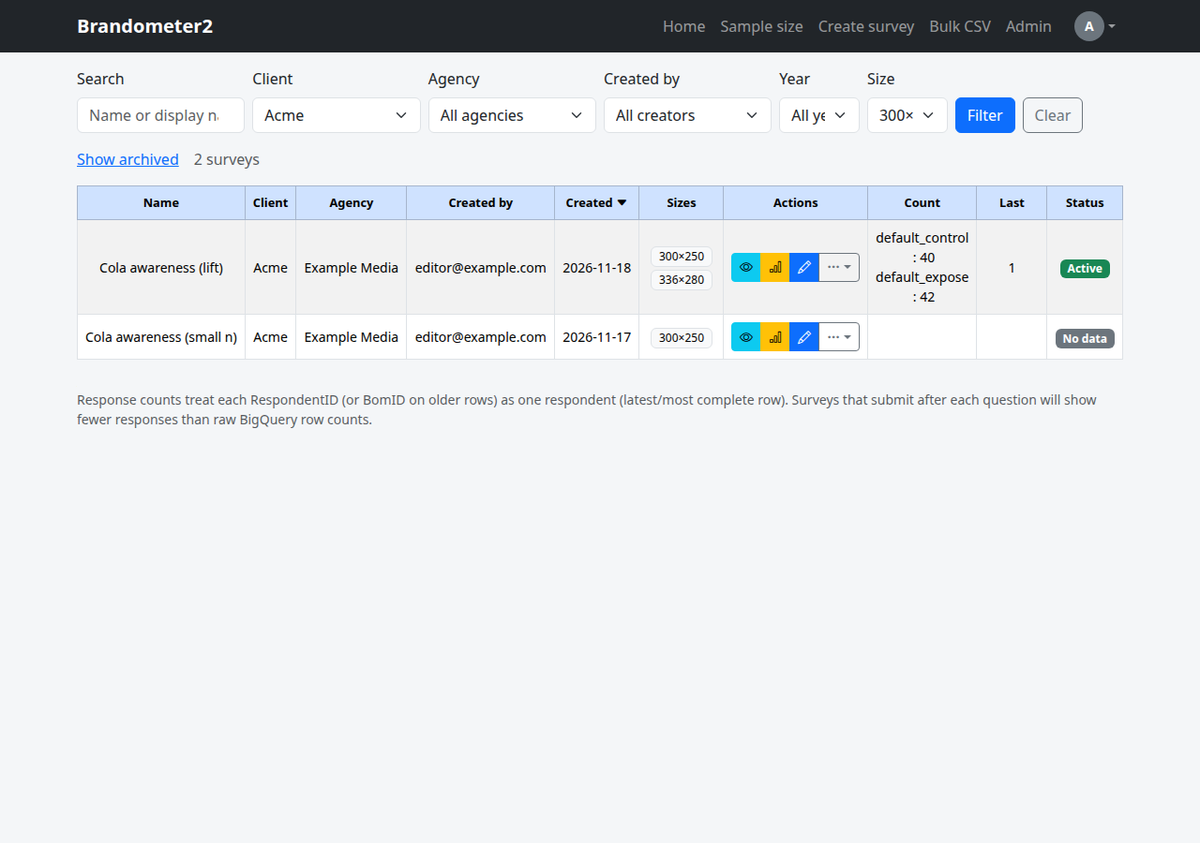 Brandometer2
Home Sample size Create survey Bulk CSV Admin A
Search Client Agency Created by Year Size
Name or display n Acme All agencies All creators All ye 300× Filter Clear
Show archived 2 surveys
Name Client Agency Created by Created Sizes Actions Count Last Status
Cola awareness (lift) Acme Example Media editor@example.com 2026-11-18 300×250 336×280 default_control : 40 default_expose : 42 1 Active
Cola awareness (small n) Acme Example Media editor@example.com 2026-11-17 300×250 No data
Response counts treat each RespondentID (or BomID on older rows) as one respondent (latest/most complete row). Surveys that submit after each question will show
fewer responses than raw BigQuery row counts.